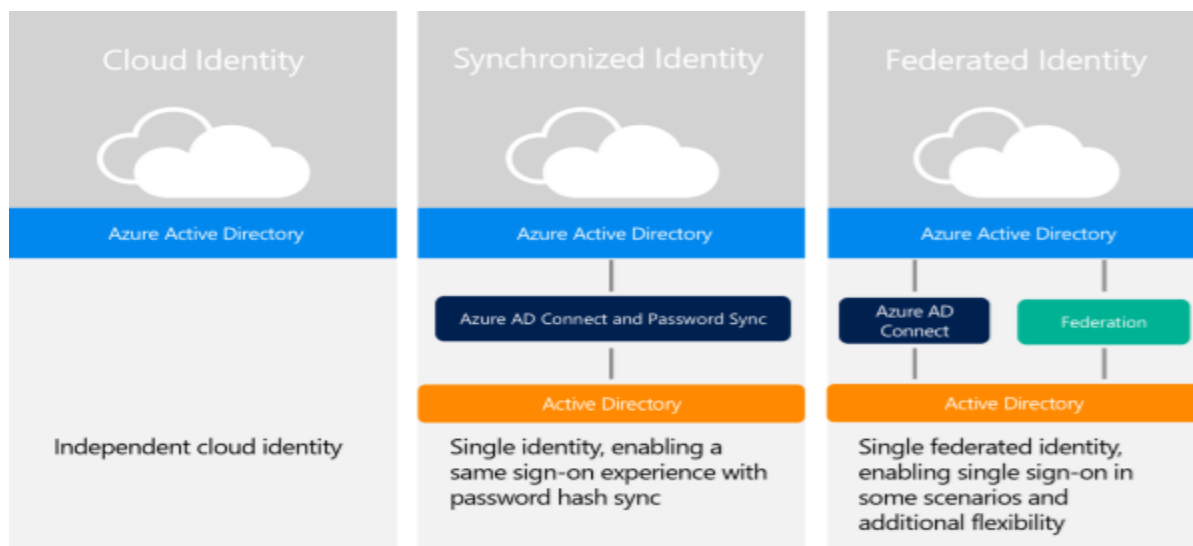 Cloud Identity
Azure Active Directory
Independent cloud identity
Synchronized Identity
Azure Active Directory
Azure AD Connect and Password Sync
Active Directory
Single identity, enabling a
same sign-on experience with
password hash sync
Federated Identity
Azure Active Directory
Azure AD
Connect
Federation
Active Directory
Single federated identity,
enabling single sign-on in
some scenarios and
additional flexibility